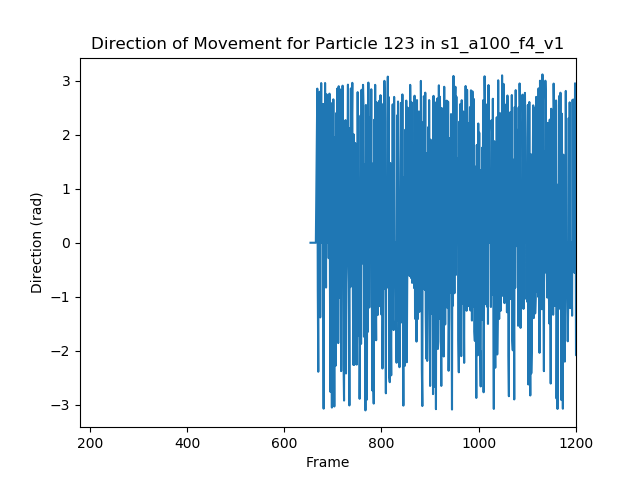 Direction of Movement for Particle 123 in s1_a100_f4_v1
3
2
1
0
−1
−2
−3
Direction (rad)
200 400 600 800 1000 1200
Frame